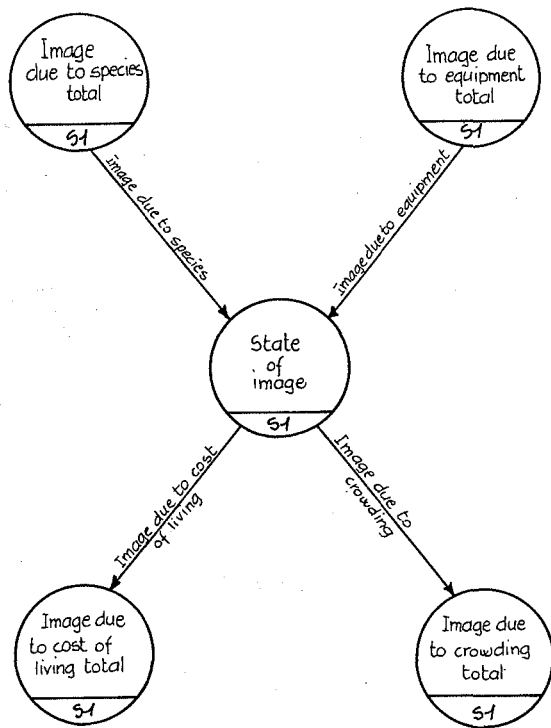 Image
due to species
total
S1
Image due
to equipment
total
S1
image due to species
image due to equipment
State
of
image
S1
Image due to cost
of living
Image due to
crowding
Image due
to cost of
living total
S1
Image due
to crowding
total
S1